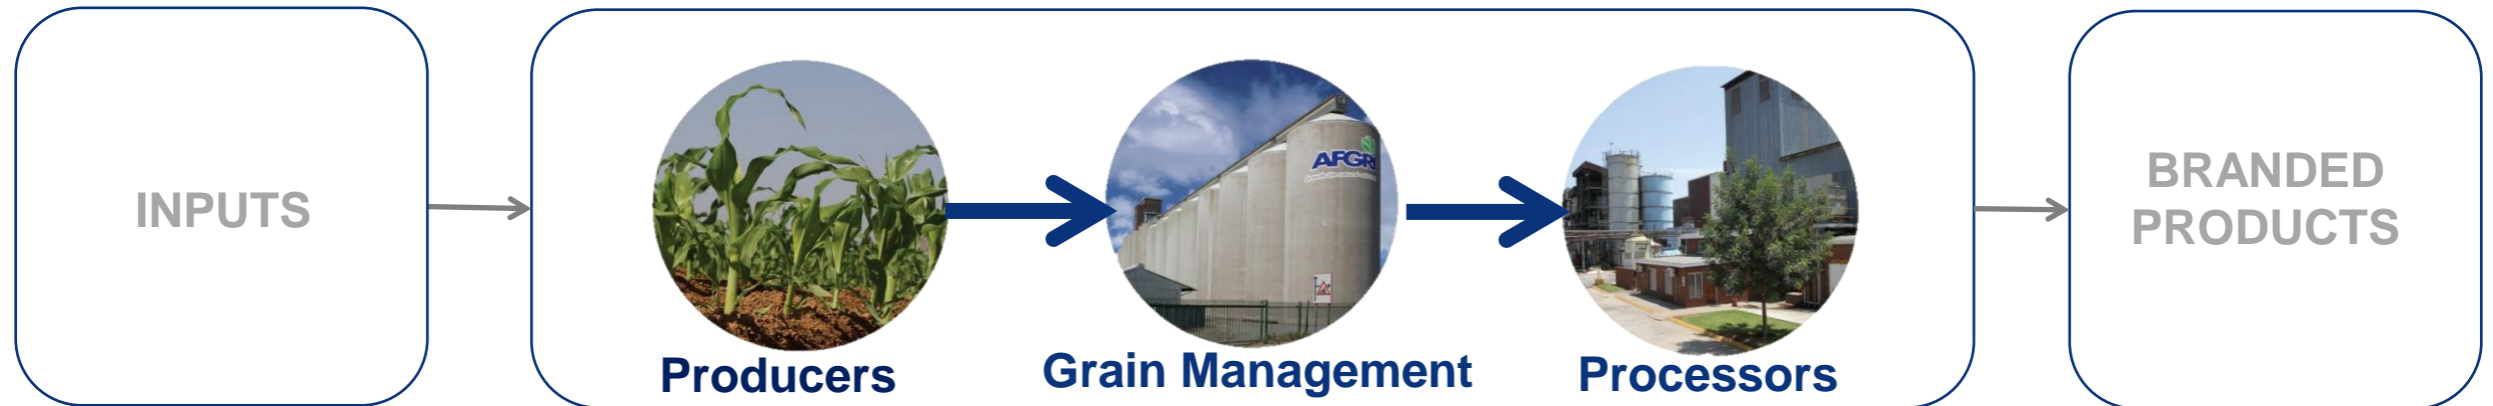 INPUTS
AFGRI
Producers
Grain Management
Processors
BRANDED
PRODUCTS